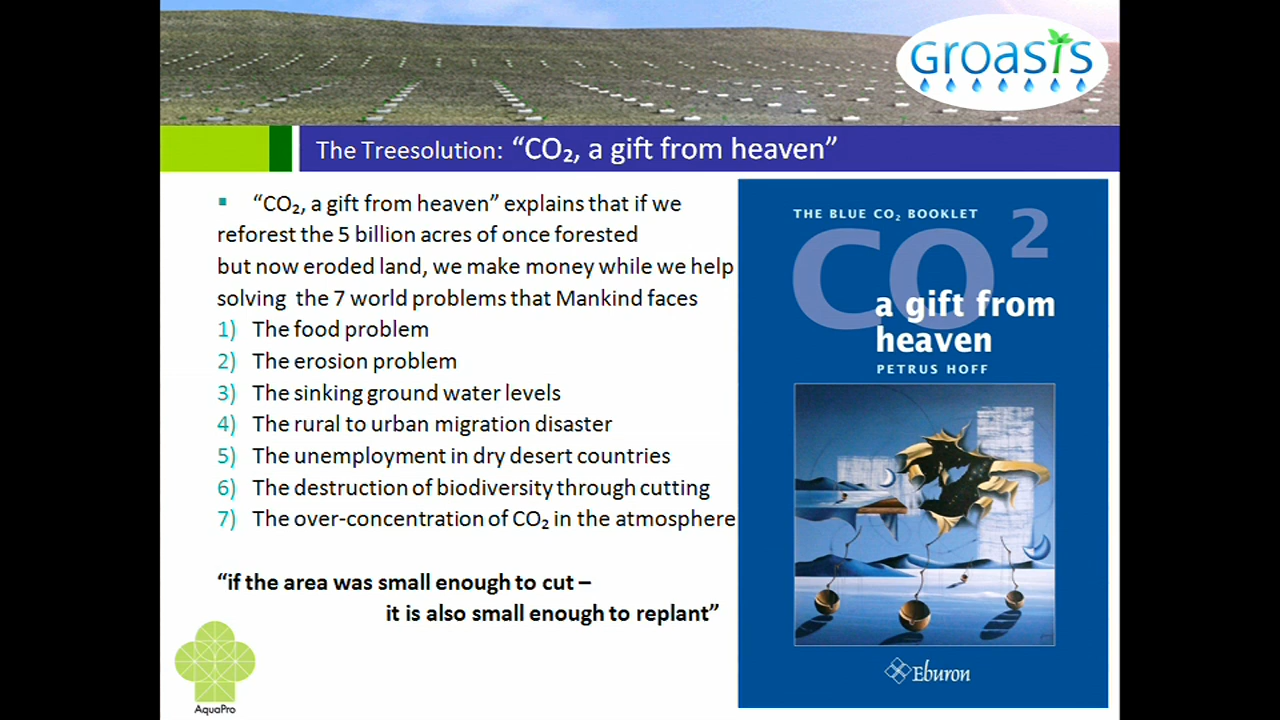 GROASIS
The Treesolution: “CO₂, a gift from heaven”
▪ “CO₂, a gift from heaven” explains that if we
reforest the 5 billion acres of once forested
but now eroded land, we make money while we help
solving the 7 world problems that Mankind faces
1) The food problem
2) The erosion problem
3) The sinking ground water levels
4) The rural to urban migration disaster
5) The unemployment in dry desert countries
6) The destruction of biodiversity through cutting
7) The over-concentration of CO₂ in the atmosphere
“if the area was small enough to cut –
it is also small enough to replant”
AquaPro
THE BLUE CO₂ BOOKLET
CO²
a gift from
heaven
PETRUS HOFF
Eburon